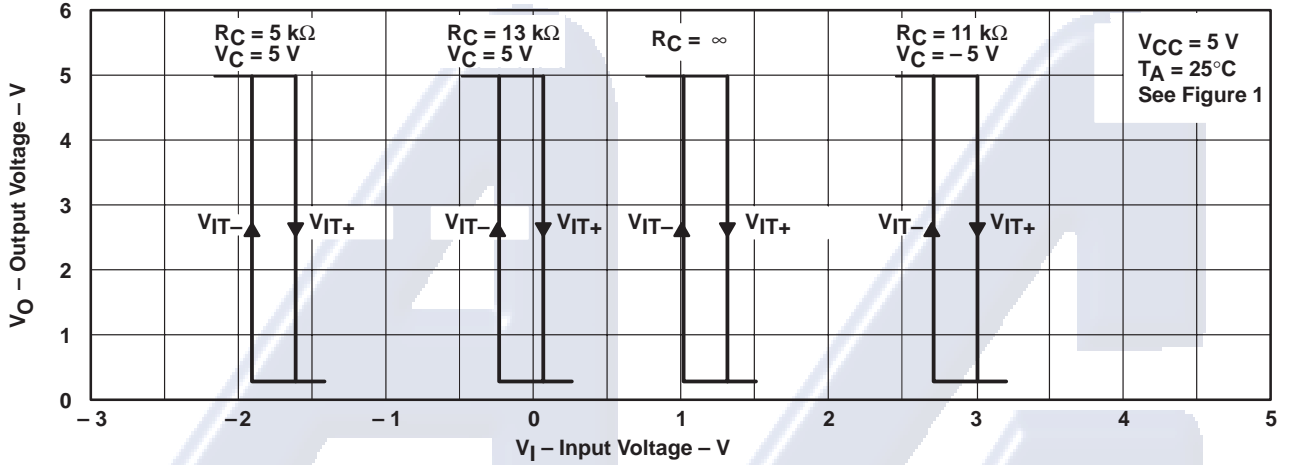 6
5
4
3
2
1
0
VO – Output Voltage – V
RC = 5 kΩ
VC = 5 V
RC = 13 kΩ
VC = 5 V
RC = ∞
RC = 11 kΩ
VC = – 5 V
VCC = 5 V
TA = 25°C
See Figure 1
VIT–
VIT+
VIT–
VIT+
VIT–
VIT+
VIT–
VIT+
– 3
–2
– 1
0
1
2
3
4
5
VI – Input Voltage – V